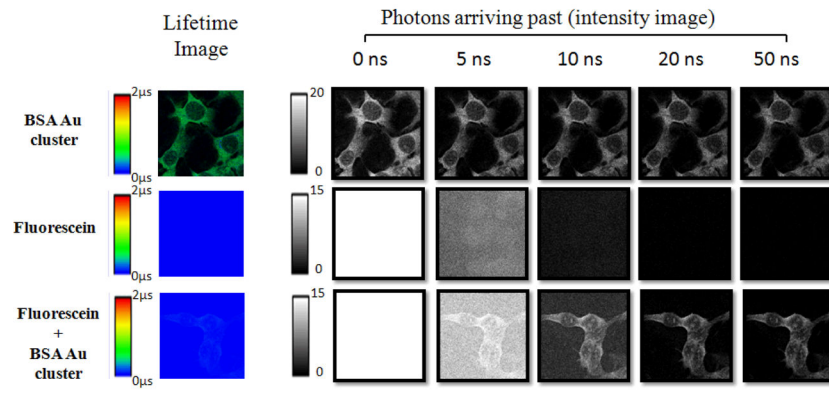 Lifetime
Image
Photons arriving past (intensity image)
0 ns
5 ns
10 ns
20 ns
50 ns
BSA Au
cluster
2µs
0µs
20
0
Fluorescein
2µs
0µs
15
0
Fluorescein
+
BSA Au
cluster
2µs
0µs
15
0